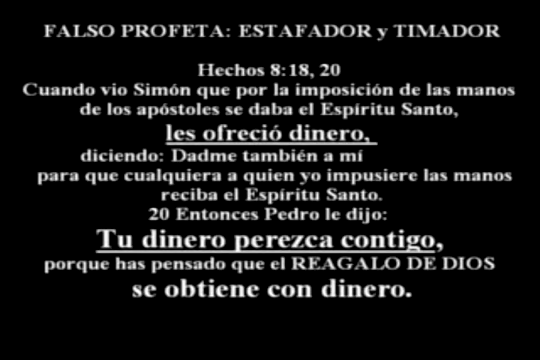 FALSO PROFETA: ESTAFADOR y TIMADOR
Hechos 8:18, 20
Cuando vio Simón que por la imposición de las manos
de los apóstoles se daba el Espíritu Santo,
les ofreció dinero,
diciendo: Dadme también a mí
para que cualquiera a quien yo impusiere las manos
reciba el Espíritu Santo.
20 Entonces Pedro le dijo:
Tu dinero perezca contigo,
porque has pensado que el REAGALO DE DIOS
se obtiene con dinero.